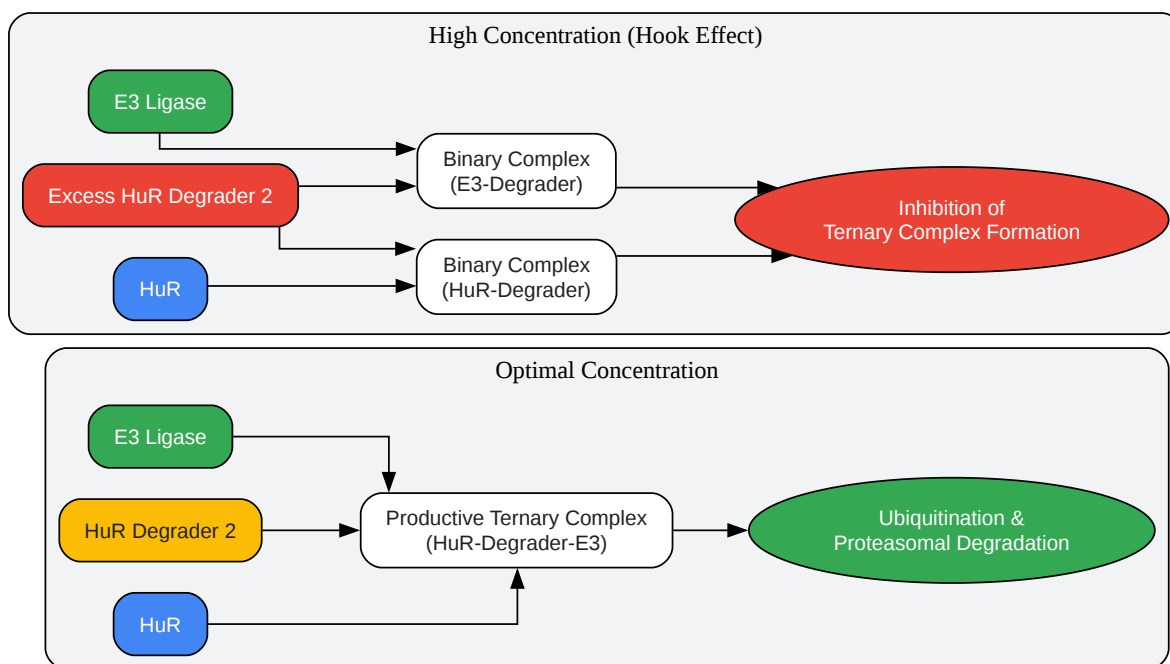 High Concentration (Hook Effect)
E3 Ligase
Excess HuR Degrader 2
HuR
Binary Complex
(E3-Degrader)
Binary Complex
(HuR-Degrader)
Inhibition of
Ternary Complex Formation
Optimal Concentration
E3 Ligase
HuR Degrader 2
HuR
Productive Ternary Complex
(HuR-Degrader-E3)
Ubiquitination &
Proteasomal Degradation